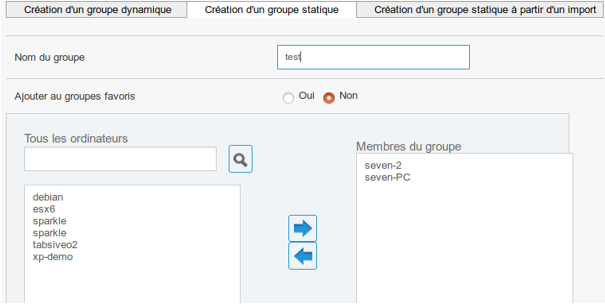 Création d'un groupe dynamique
Création d'un groupe statique
Création d'un groupe statique à partir d'un import
Nom du groupe
test
Ajouter au groupes favoris
Oui
Non
Tous les ordinateurs
debian
esx6
sparkle
sparkle
tabsiveo2
xp-demo
Membres du groupe
seven-2
seven-PC